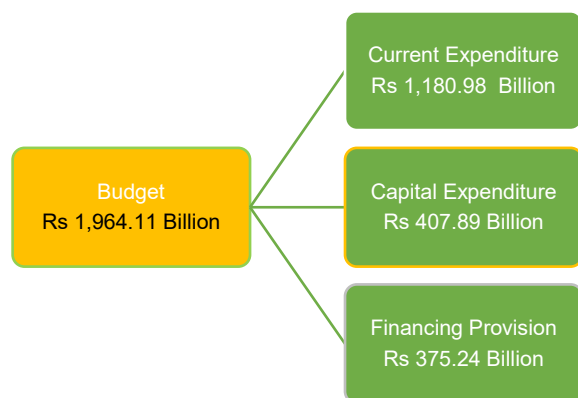 Current Expenditure
Rs 1,180.98 Billion
Budget
Rs 1,964.11 Billion
Capital Expenditure
Rs 407.89 Billion
Financing Provision
Rs 375.24 Billion